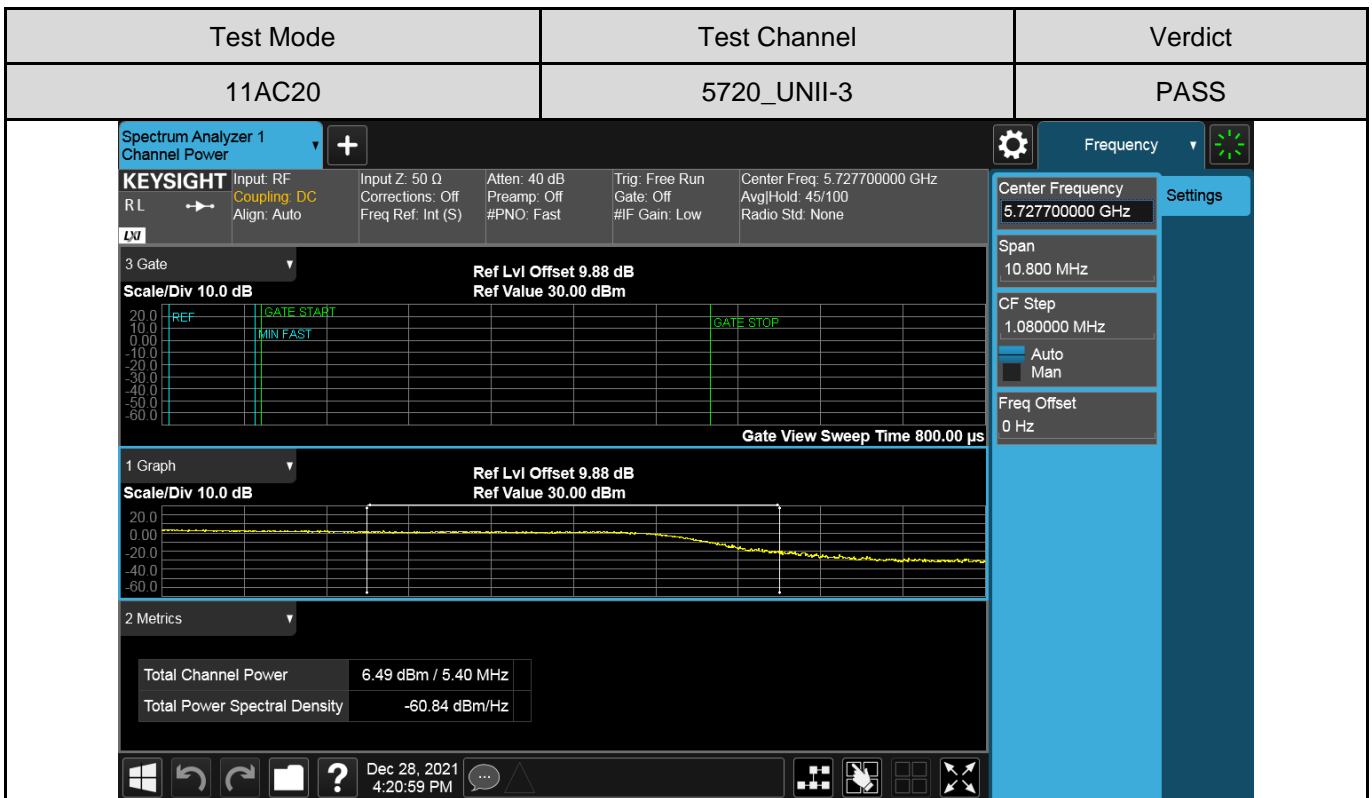 Test Mode Test Channel Verdict
11AC20 5720_UNII-3 PASS
Spectrum Analyzer 1
Channel Power
Frequency
KEYSIGHT
R L
LXI
Input: RF
Coupling: DC
Align: Auto
Input Z: 50 Ω
Corrections: Off
Freq Ref: Int (S)
Atten: 40 dB
Preamp: Off
#PNO: Fast
Trig: Free Run
Gate: Off
#IF Gain: Low
Center Freq: 5.727700000 GHz
Avg|Hold: 45/100
Radio Std: None
Center Frequency
5.727700000 GHz
Settings
Span
10.800 MHz
CF Step
1.080000 MHz
Auto
Man
Freq Offset
0 Hz
3 Gate
Ref Lvl Offset 9.88 dB
Scale/Div 10.0 dB
Ref Value 30.00 dBm
20.0
10.0
0.00
-10.0
-20.0
-30.0
-40.0
-50.0
-60.0
REF
GATE START
MIN FAST
GATE STOP
Gate View Sweep Time 800.00 µs
1 Graph
Ref Lvl Offset 9.88 dB
Scale/Div 10.0 dB
Ref Value 30.00 dBm
20.0
0.00
-20.0
-40.0
-60.0
2 Metrics
Total Channel Power 6.49 dBm / 5.40 MHz
Total Power Spectral Density -60.84 dBm/Hz
?
Dec 28, 2021
4:20:59 PM